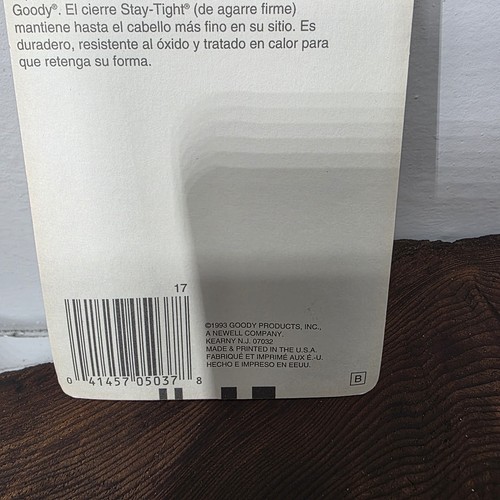 Goody®. El cierre Stay-Tight® (de agarre firme)
mantiene hasta el cabello más fino en su sitio. Es
duradero, resistente al óxido y tratado en calor para
que retenga su forma.
17
0 41457 05037 8
©1993 GOODY PRODUCTS, INC.,
A NEWELL COMPANY.
KEARNY N.J. 07032
MADE & PRINTED IN THE U.S.A.
FABRIQUÉ ET IMPRIMÉ AUX É.-U.
HECHO E IMPRESO EN EEUU.
B